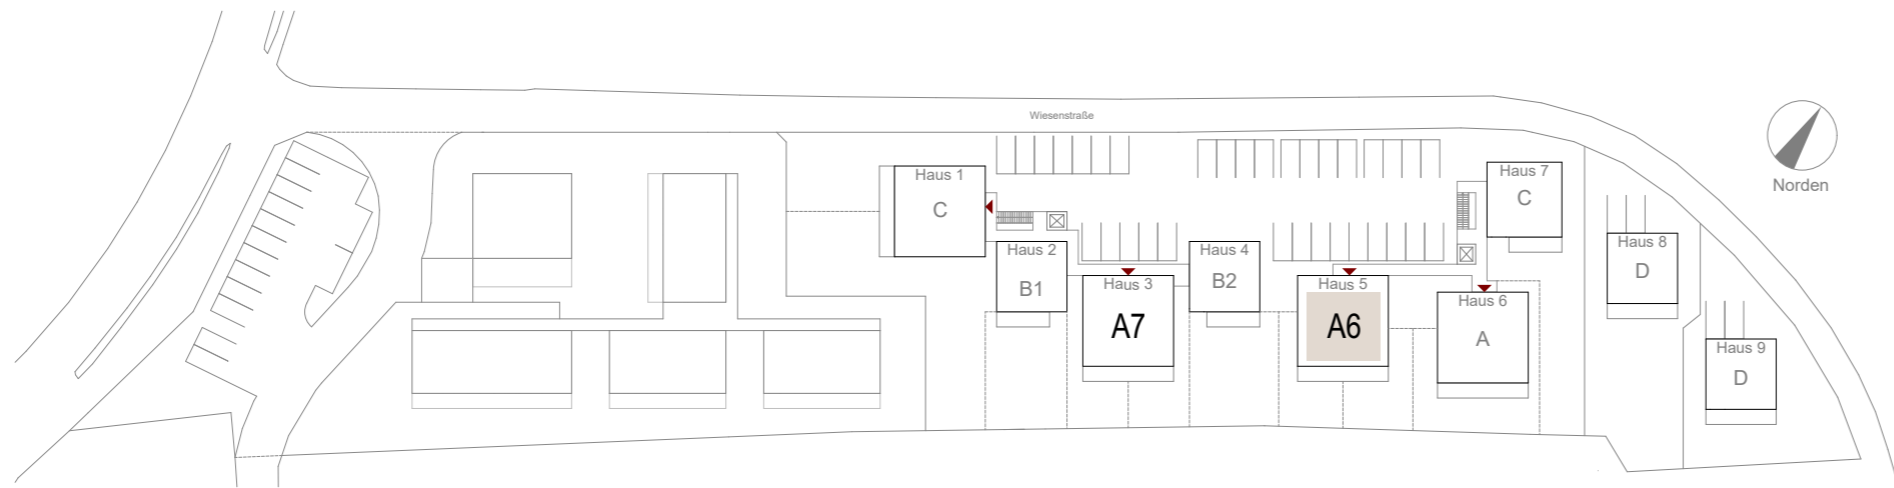 Wiesenstraße
Norden
Haus 1
C
Haus 2
B1
Haus 3
A7
Haus 4
B2
Haus 5
A6
Haus 6
A
Haus 7
C
Haus 8
D
Haus 9
D